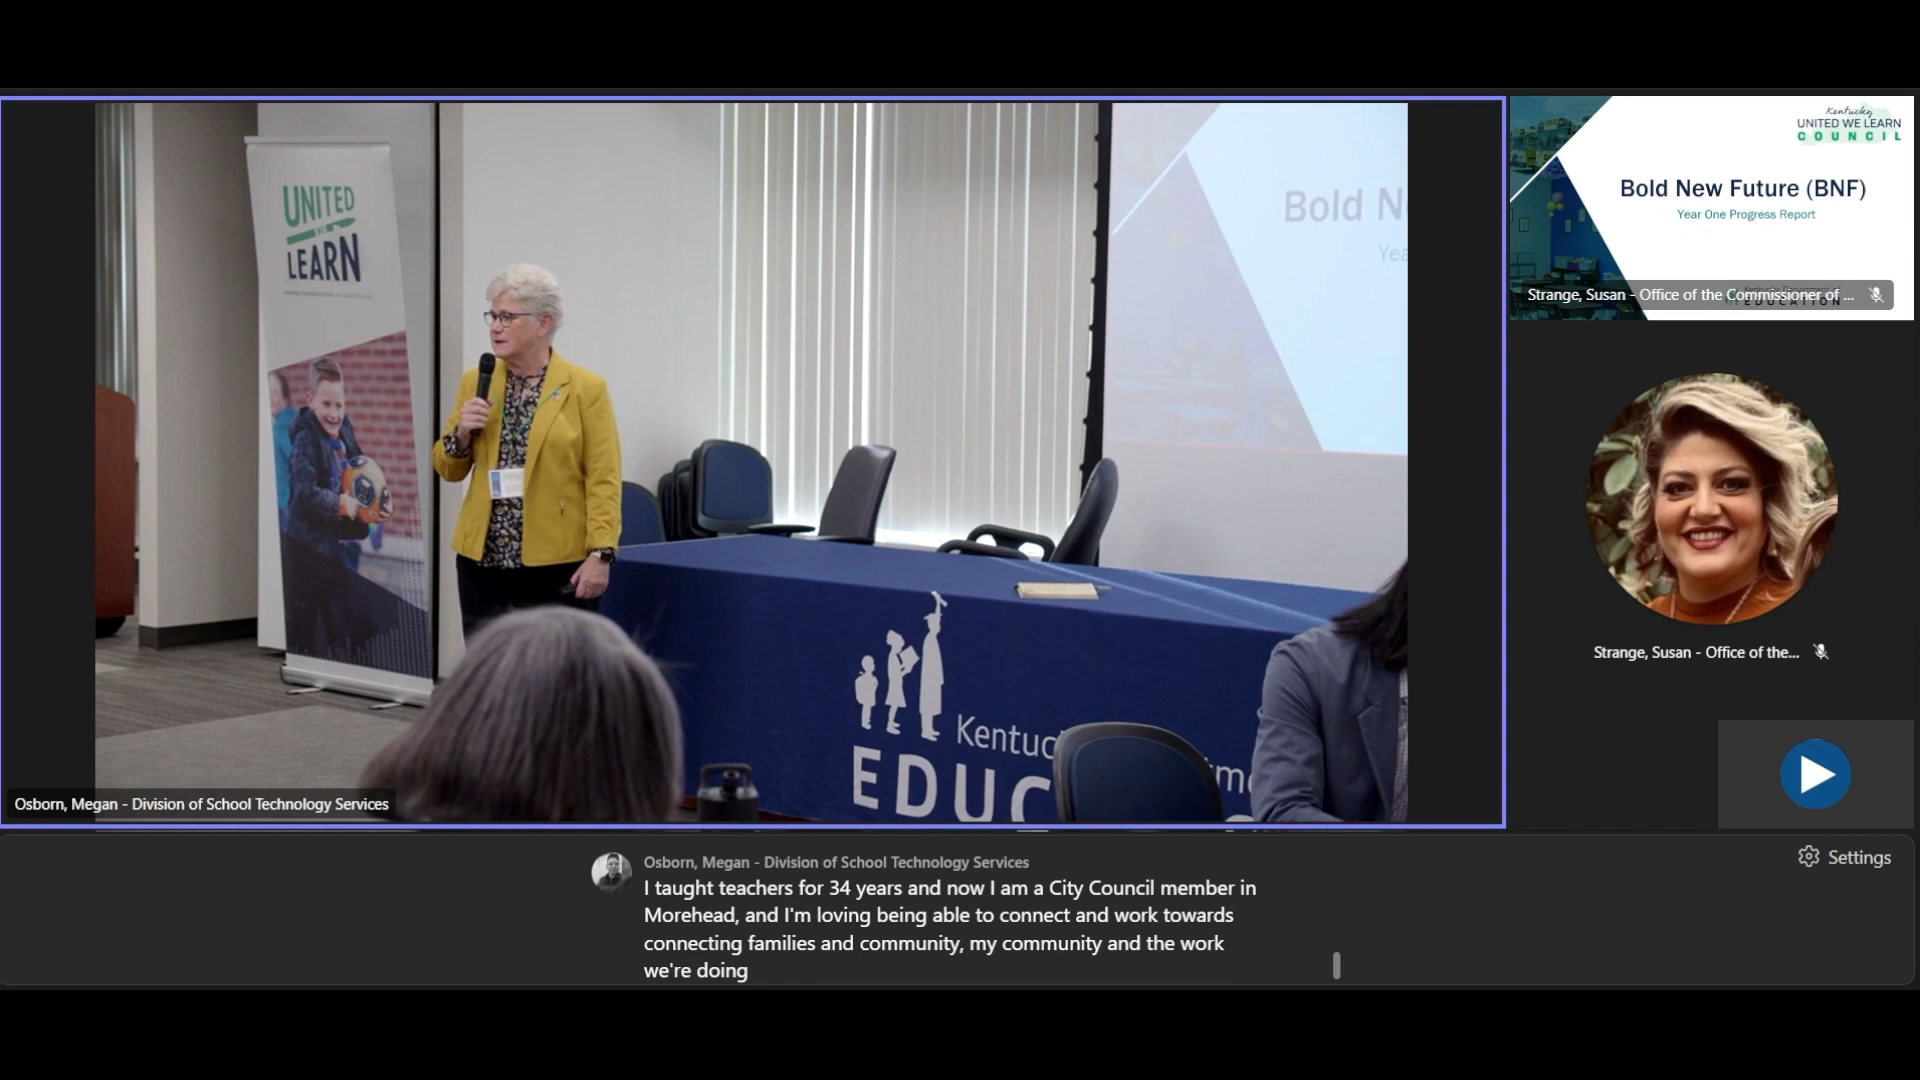 UNITED
WE
LEARN
Bold N
Yea
Kentuc
me
EDUC
Osborn, Megan - Division of School Technology Services
Kentucky
UNITED WE LEARN
COUNCIL
Bold New Future (BNF)
Year One Progress Report
Strange, Susan - Office of the Commissioner of ...
EDUCATION
Strange, Susan - Office of the...
Settings
Osborn, Megan - Division of School Technology Services
I taught teachers for 34 years and now I am a City Council member in
Morehead, and I'm loving being able to connect and work towards
connecting families and community, my community and the work
we're doing